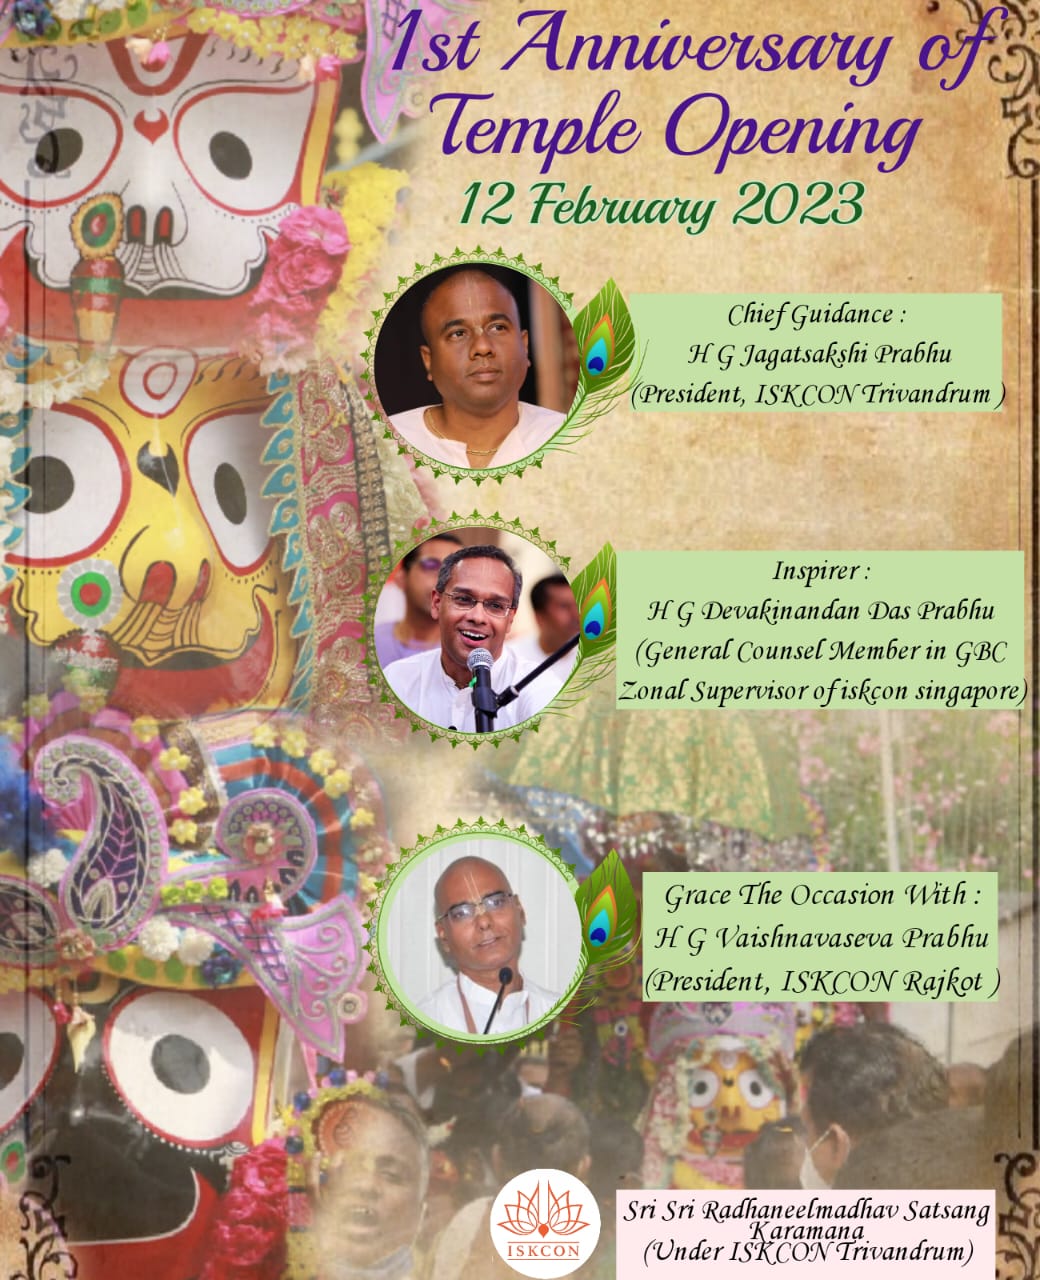 1st Anniversary of
Temple Opening
12 February 2023
Chief Guidance :
H G Jagatsakshi Prabhu
(President, ISKCON Trivandrum )
Inspirer :
H G Devakinandan Das Prabhu
(General Counsel Member in GBC
Zonal Supervisor of iskcon singapore)
Grace The Occasion With :
H G Vaishnavaseva Prabhu
(President, ISKCON Rajkot )
ISKCON
Sri Sri Radhaneelmadhav Satsang
Karamana
(Under ISKCON Trivandrum)